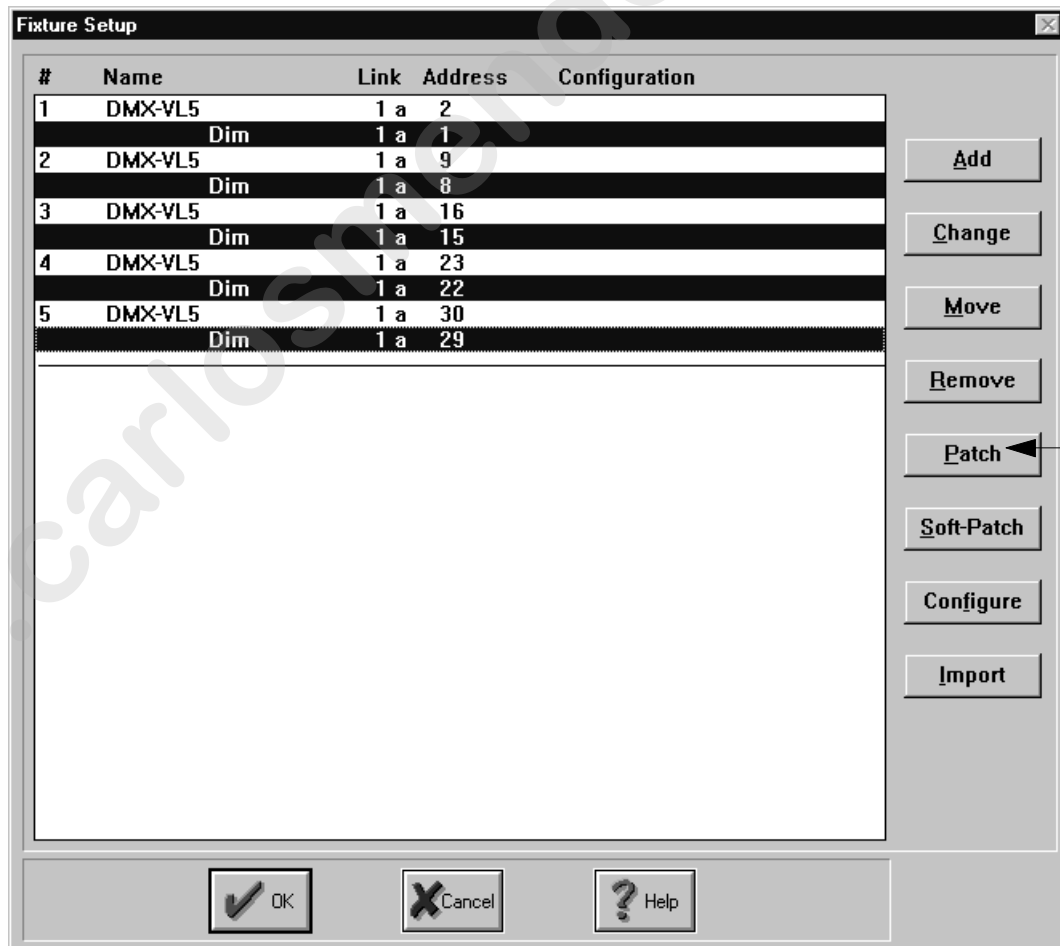 Fixture Setup
# Name Link Address Configuration
1 DMX-VL5 1 a 2
Dim 1 a 1
2 DMX-VL5 1 a 9
Dim 1 a 8
3 DMX-VL5 1 a 16
Dim 1 a 15
4 DMX-VL5 1 a 23
Dim 1 a 22
5 DMX-VL5 1 a 30
Dim 1 a 29
Add
Change
Move
Remove
Patch
Soft-Patch
Configure
Import
OK
Cancel
Help
.carlosmend